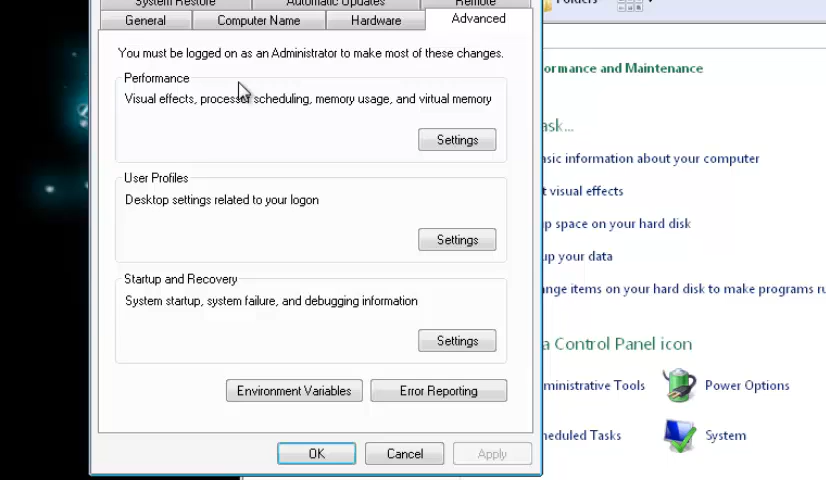 System Restore
Automatic Updates
Remote
General
Computer Name
Hardware
Advanced
You must be logged on as an Administrator to make most of these changes.
Performance
Visual effects, processor scheduling, memory usage, and virtual memory
Settings
User Profiles
Desktop settings related to your logon
Settings
Startup and Recovery
System startup, system failure, and debugging information
Settings
Environment Variables
Error Reporting
OK
Cancel
Apply
Folders
ormance and Maintenance
ask...
asic information about your computer
t visual effects
p space on your hard disk
up your data
nge items on your hard disk to make programs ru
a Control Panel icon
ministrative Tools
Power Options
eduled Tasks
System